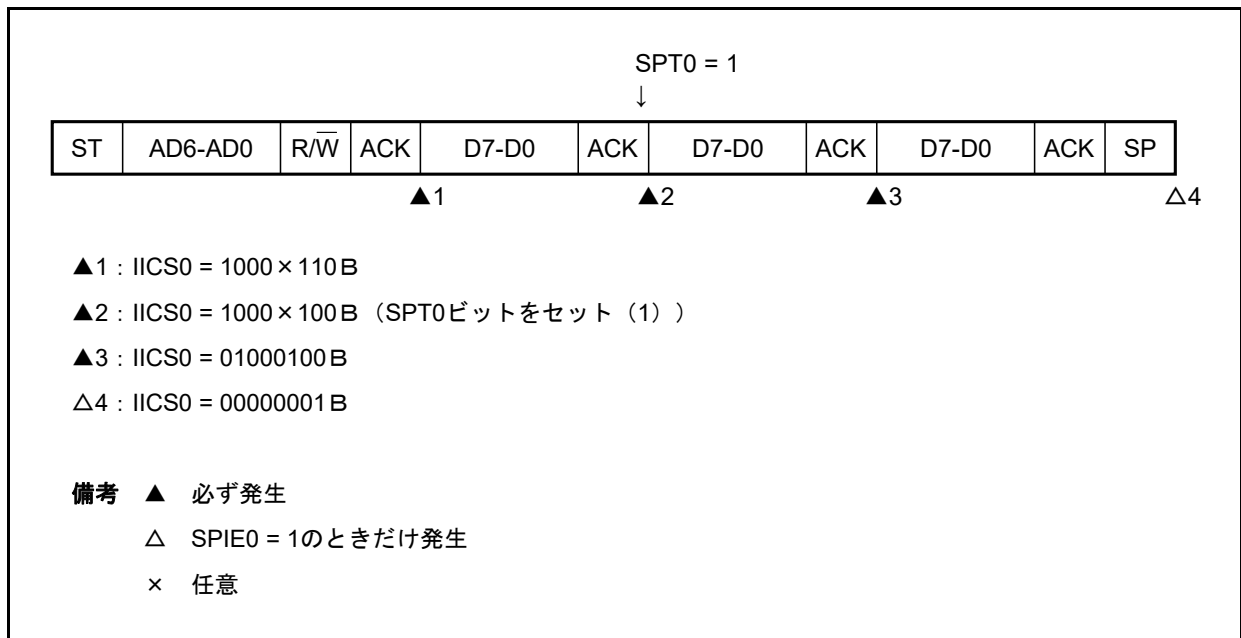 SPT0 = 1
↓
ST AD6-AD0 R/W̅ ACK D7-D0 ACK D7-D0 ACK D7-D0 ACK SP
▲1 ▲2 ▲3 △4
▲1：IICS0 = 1000×110B
▲2：IICS0 = 1000×100B（SPT0ビットをセット（1））
▲3：IICS0 = 01000100B
△4：IICS0 = 00000001B
備考 ▲ 必ず発生
△ SPIE0 = 1のときだけ発生
× 任意